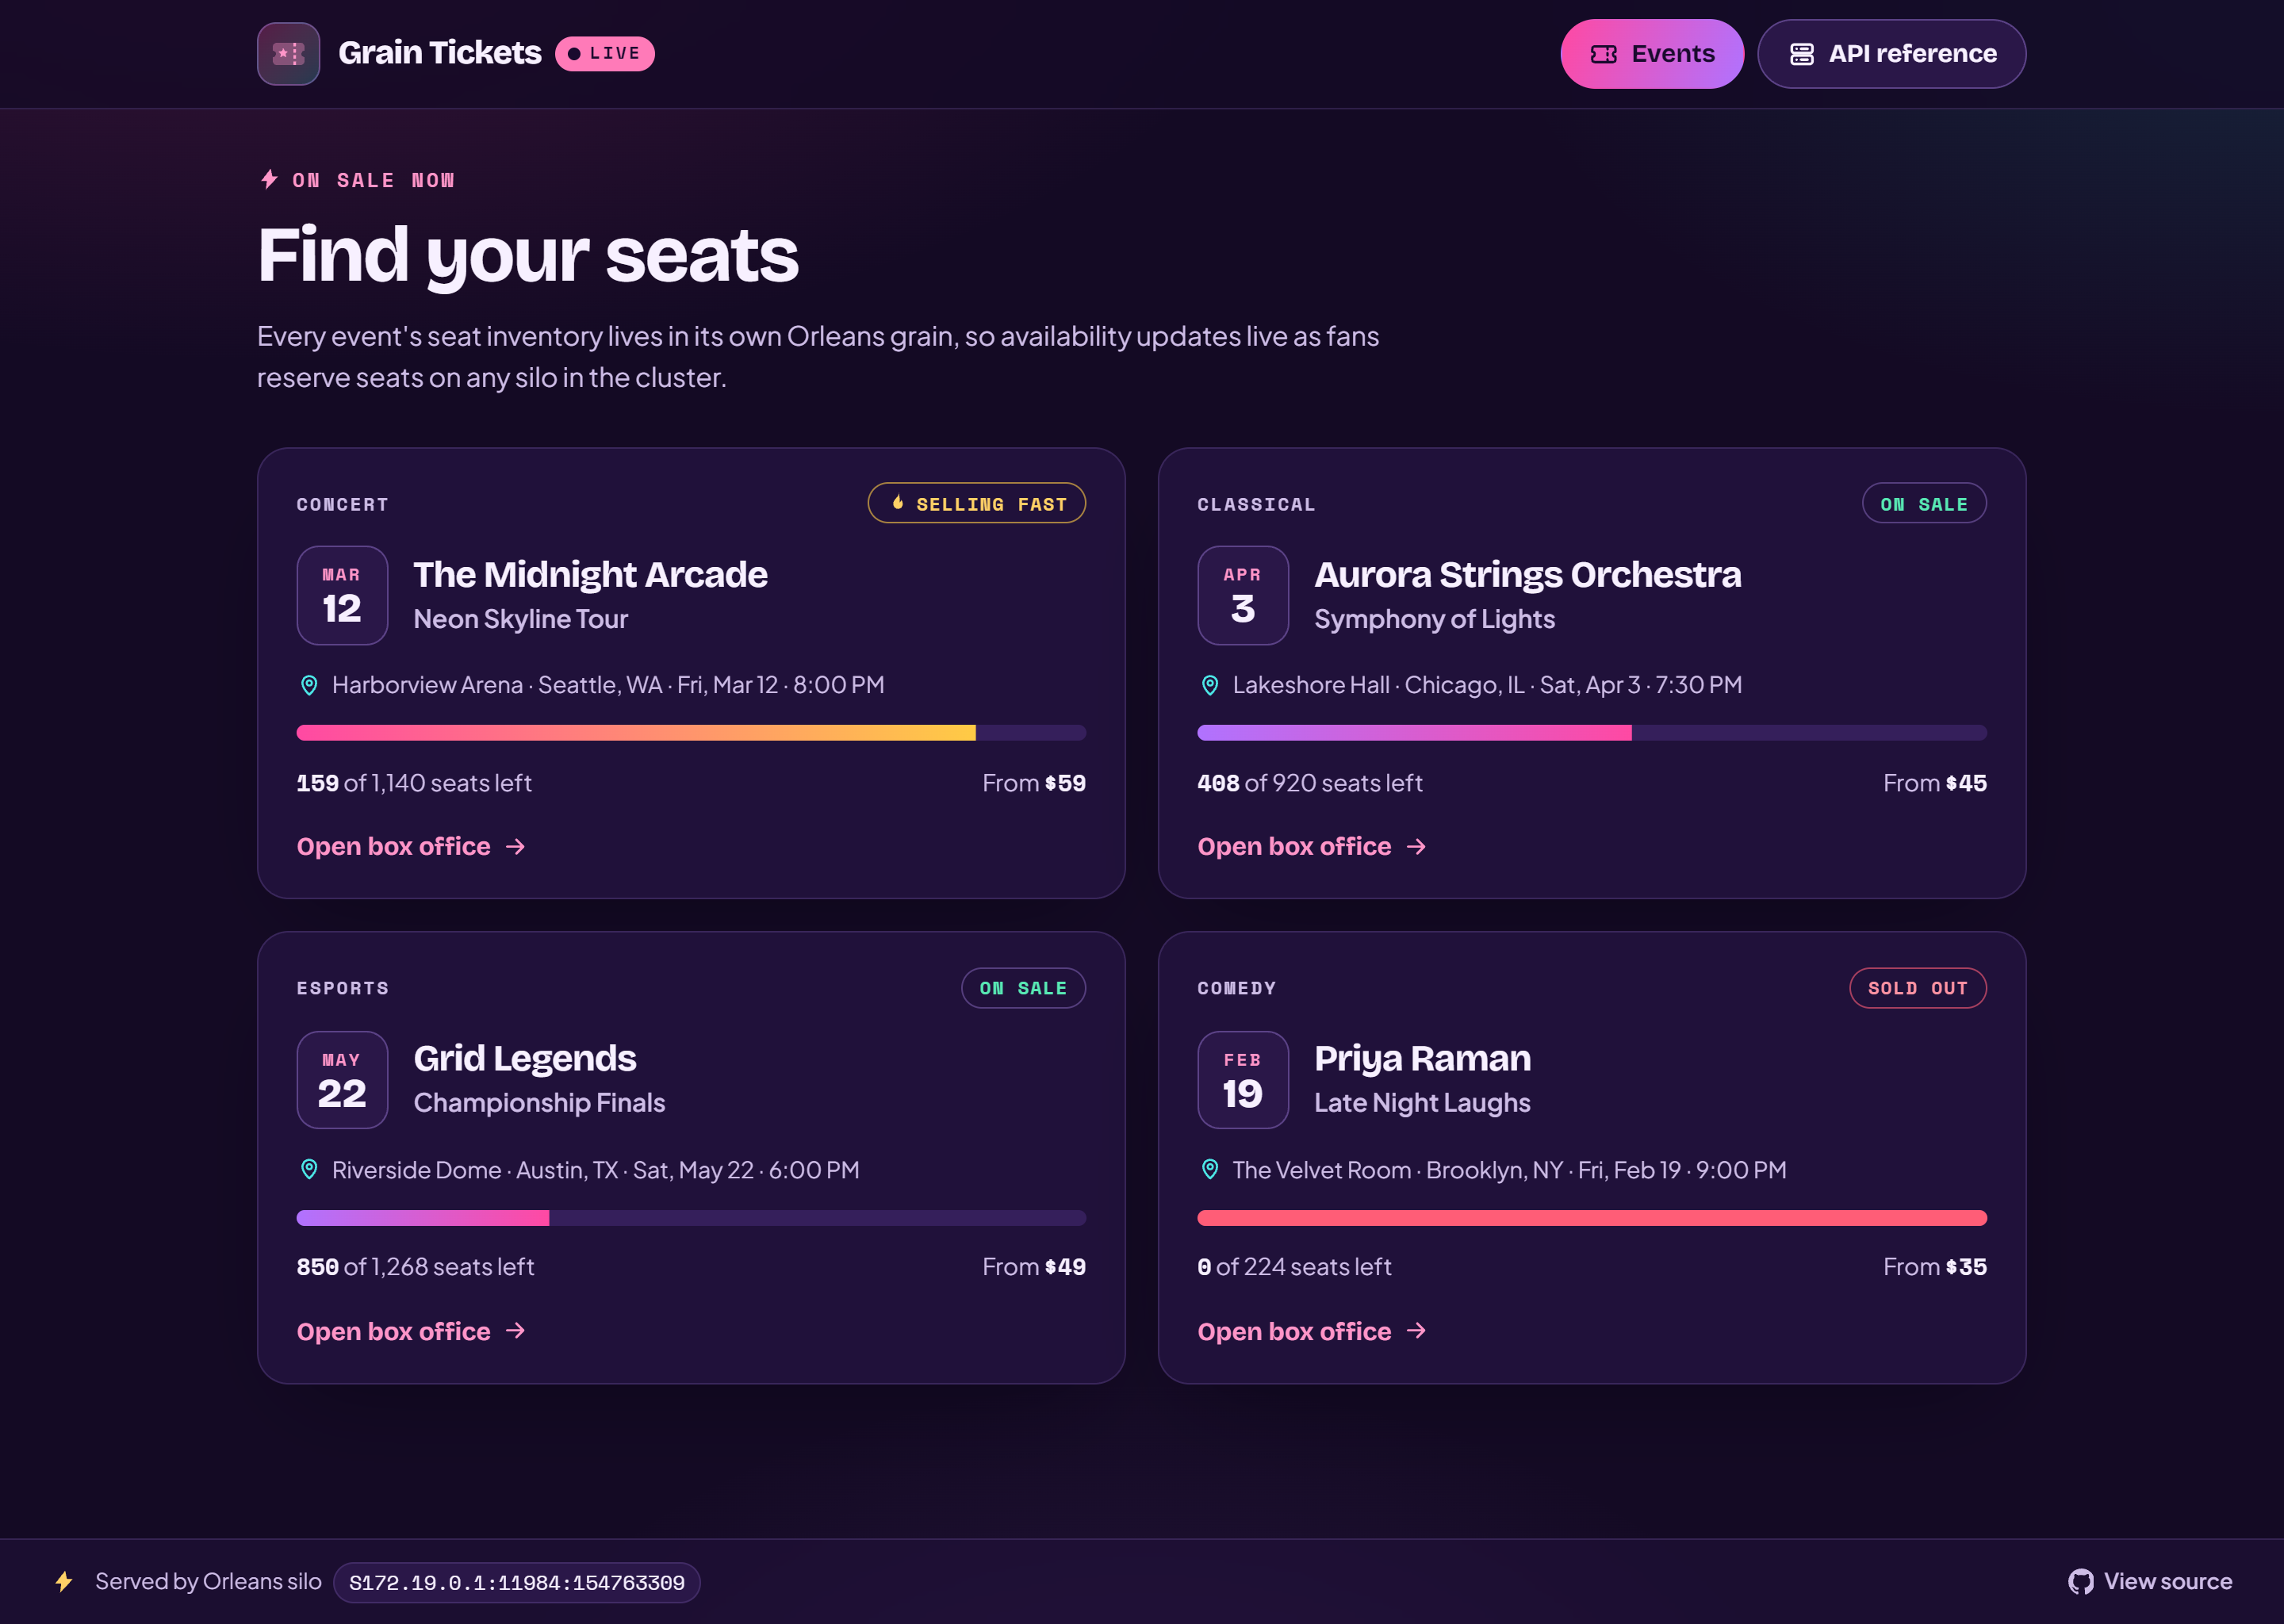 Grain Tickets
LIVE
Events
API reference
ON SALE NOW
Find your seats
Every event's seat inventory lives in its own Orleans grain, so availability updates live as fans
reserve seats on any silo in the cluster.
CONCERT
SELLING FAST
MAR
12
The Midnight Arcade
Neon Skyline Tour
Harborview Arena · Seattle, WA · Fri, Mar 12 · 8:00 PM
159 of 1,140 seats left
From $59
Open box office →
CLASSICAL
ON SALE
APR
3
Aurora Strings Orchestra
Symphony of Lights
Lakeshore Hall · Chicago, IL · Sat, Apr 3 · 7:30 PM
408 of 920 seats left
From $45
Open box office →
ESPORTS
ON SALE
MAY
22
Grid Legends
Championship Finals
Riverside Dome · Austin, TX · Sat, May 22 · 6:00 PM
850 of 1,268 seats left
From $49
Open box office →
COMEDY
SOLD OUT
FEB
19
Priya Raman
Late Night Laughs
The Velvet Room · Brooklyn, NY · Fri, Feb 19 · 9:00 PM
0 of 224 seats left
From $35
Open box office →
Served by Orleans silo S172.19.0.1:11984:154763309
View source